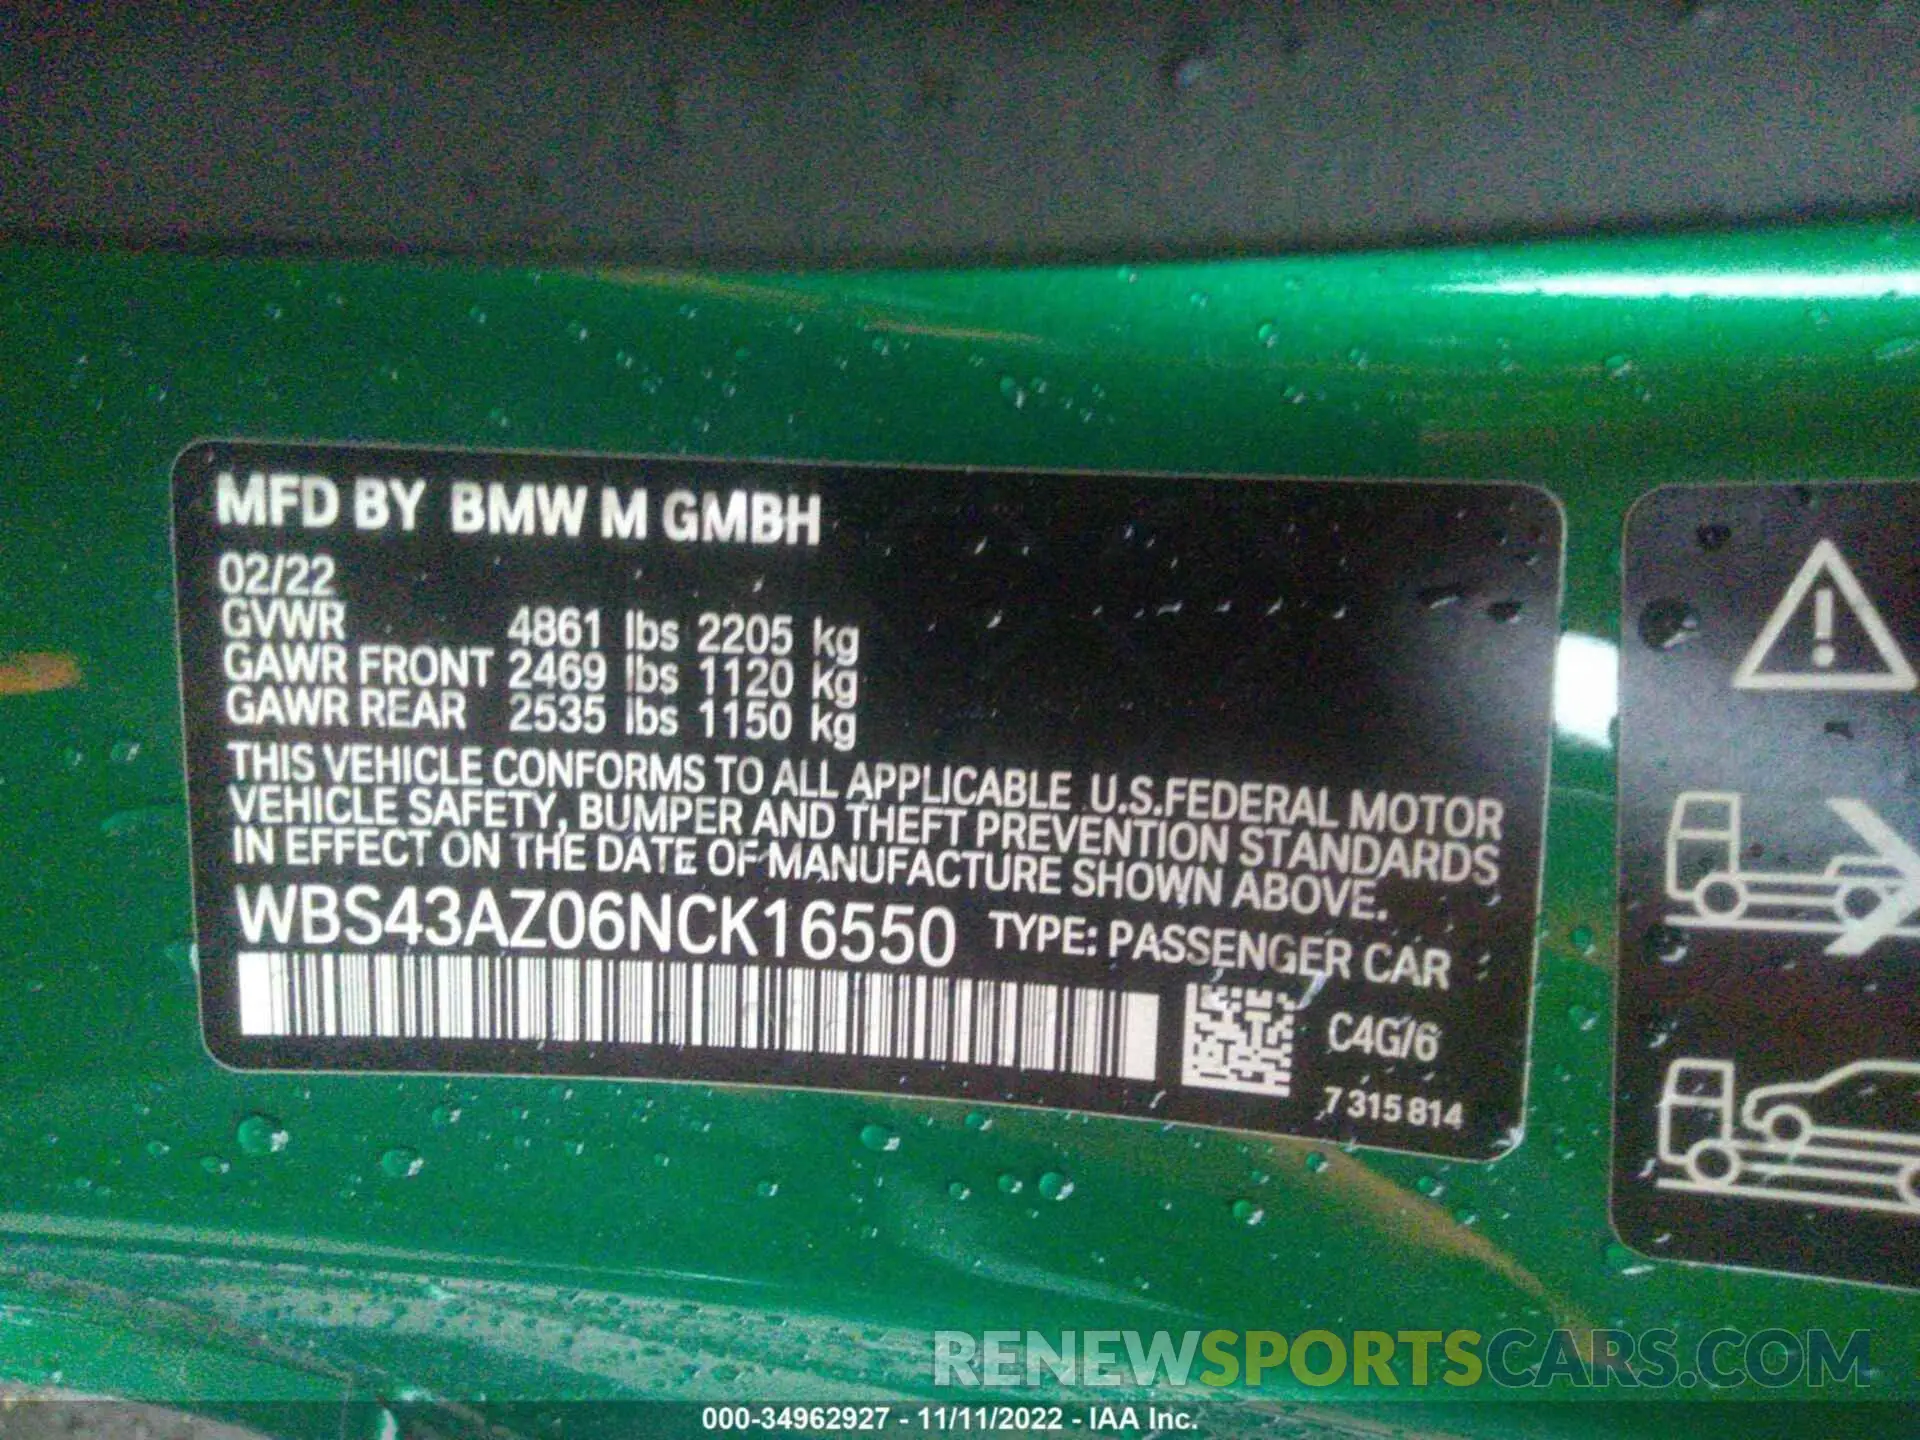 MFD BY BMW M GMBH
02/22
GVWR 4861 lbs 2205 kg
GAWR FRONT 2469 lbs 1120 kg
GAWR REAR 2535 lbs 1150 kg
THIS VEHICLE CONFORMS TO ALL APPLICABLE U.S.FEDERAL MOTOR
VEHICLE SAFETY, BUMPER AND THEFT PREVENTION STANDARDS
IN EFFECT ON THE DATE OF MANUFACTURE SHOWN ABOVE.
WBS43AZ06NCK16550 TYPE: PASSENGER CAR
C4G/6
7 315 814
RENEWSPORTSCARS.COM
000-34962927 - 11/11/2022 - IAA Inc.